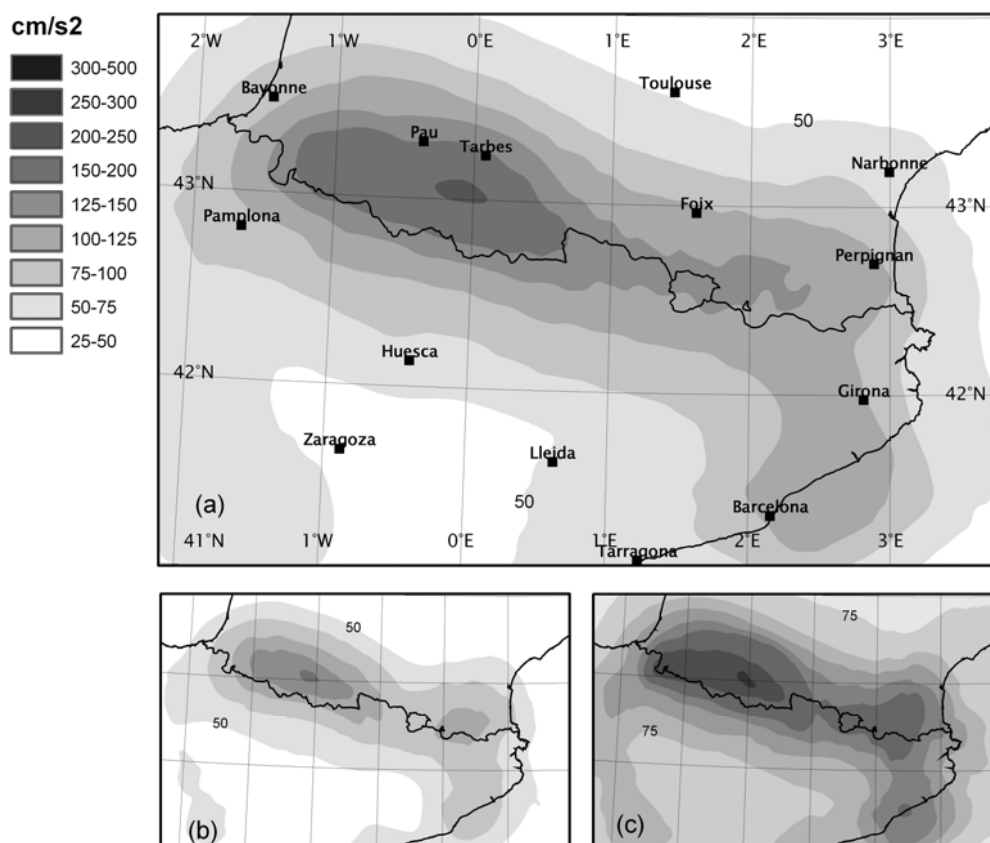 cm/s2
300-500
250-300
200-250
150-200
125-150
100-125
75-100
50-75
25-50
2°W 1°W 0°E 2°E 3°E
Toulouse
Bayonne
50
Pau
Tarbes
Narbonne
43°N
43°N
Foix
Pamplona
Perpignan
Huesca
42°N
Girona
42°N
Zaragoza
Lleida
(a)
50
Barcelona
41°N 1°W 0°E 1°E 2°E 3°E
Tarragona
50
50
(b)
75
75
(c)